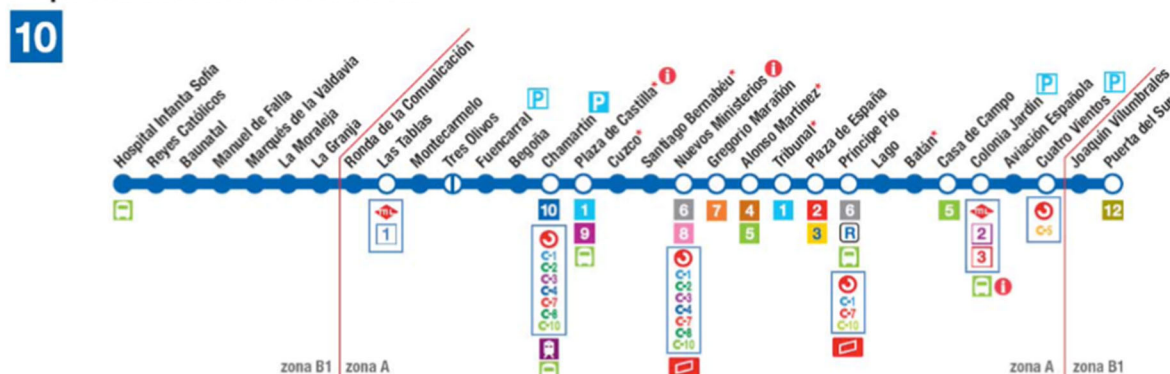 10
Hospital Infanta Sofía
Reyes Católicos
Baunatal
Manuel de Falla
Marqués de la Valdavia
La Moraleja
La Granja
Ronda de la Comunicación
Las Tablas
Montecarmelo
Tres Olivos
Fuencarral
P
Begoña
Chamartín
P
Plaza de Castilla*
i
Cuzco*
Santiago Bernabéu*
Nuevos Ministerios
i
Gregorio Marañón
Alonso Martínez*
Tribunal*
Plaza de España
Príncipe Pío
Lago
Batán*
Casa de Campo
Colonia Jardín
P
Aviación Española
Cuatro Vientos
P
Joaquín Vilumbrales
Puerta del Su
ML
1
10
C-1
C-2
C-3
C-4
C-7
C-8
C-10
1
9
6
8
C-1
C-2
C-3
C-4
C-7
C-8
C-10
7
4
5
1
2
3
6
R
C-1
C-7
C-10
5
ML
2
3
i
C-5
12
zona B1
zona A
zona A
zona B1